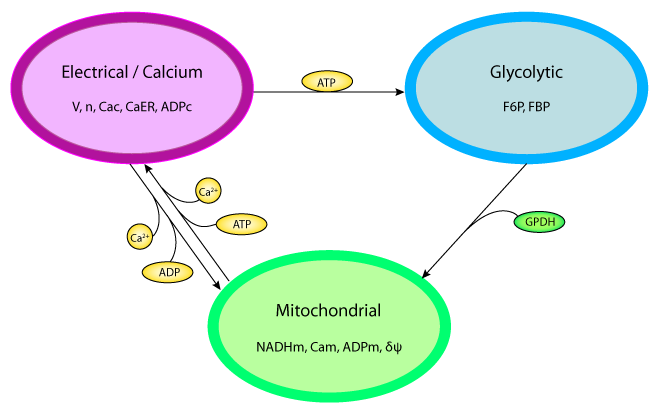 Electrical / Calcium
V, n, Cac, CaER, ADPc
ATP
Glycolytic
F6P, FBP
Ca²⁺
ATP
Ca²⁺
ADP
GPDH
Mitochondrial
NADHm, Cam, ADPm, δψ